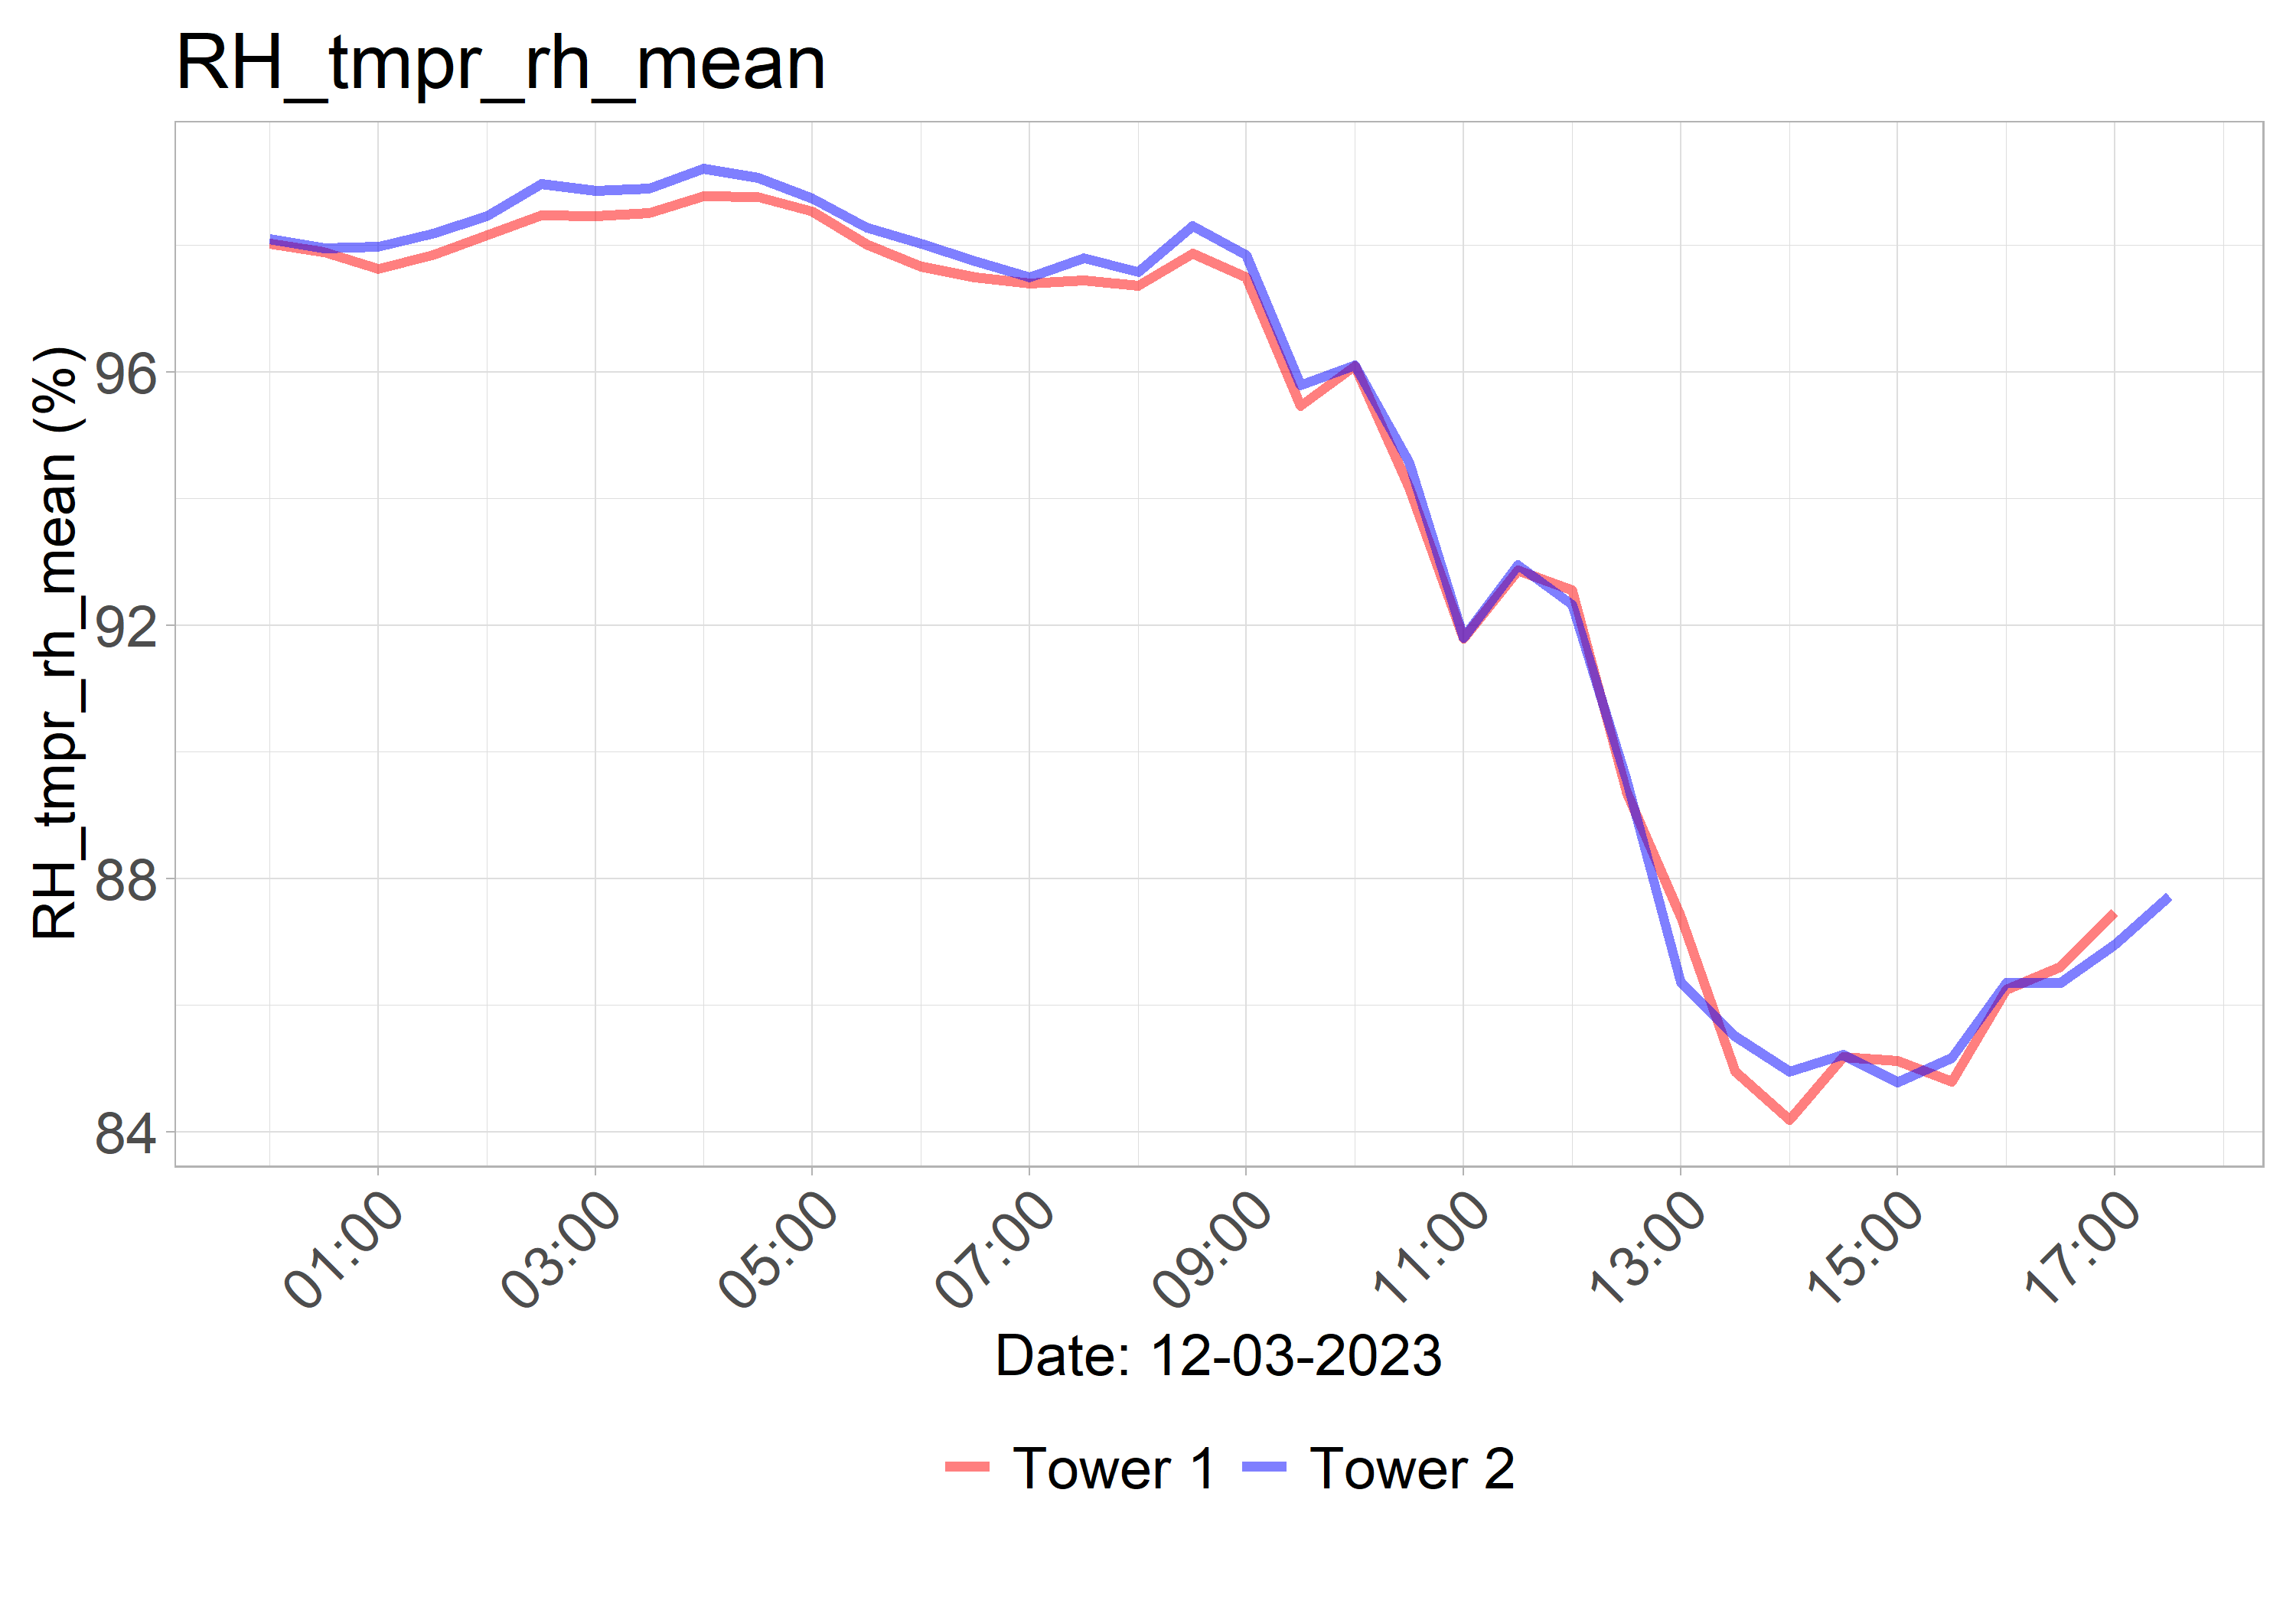 RH_tmpr_rh_mean
RH_tmpr_rh_mean (%)
96
92
88
84
01:00
03:00
05:00
07:00
09:00
11:00
13:00
15:00
17:00
Date: 12-03-2023
Tower 1
Tower 2